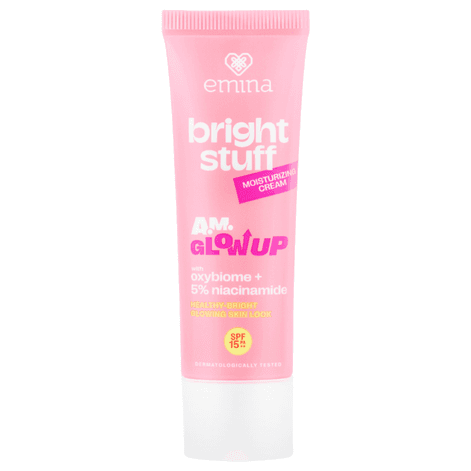 emina
bright
stuff
MOISTURIZING
CREAM
A.M.
GLOW UP
with
oxybiome +
5% niacinamide
HEALTHY-BRIGHT
GLOWING SKIN LOOK
SPF
15 PA
DERMATOLOGICALLY TESTED